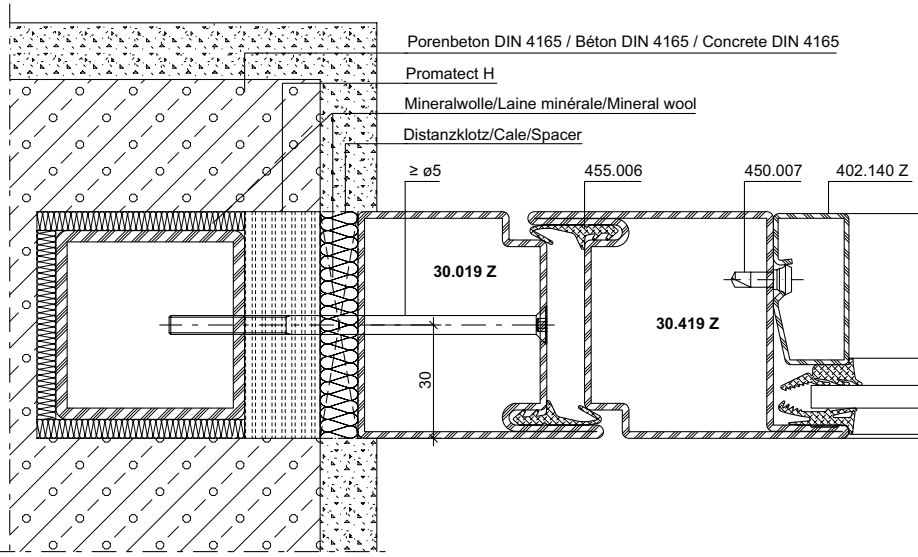 Porenbeton DIN 4165 / Béton DIN 4165 / Concrete DIN 4165
Promatect H
Mineralwolle/Laine minérale/Mineral wool
Distanzklotz/Cale/Spacer
≥ ø5
455.006
450.007
402.140 Z
30.019 Z
30.419 Z
30